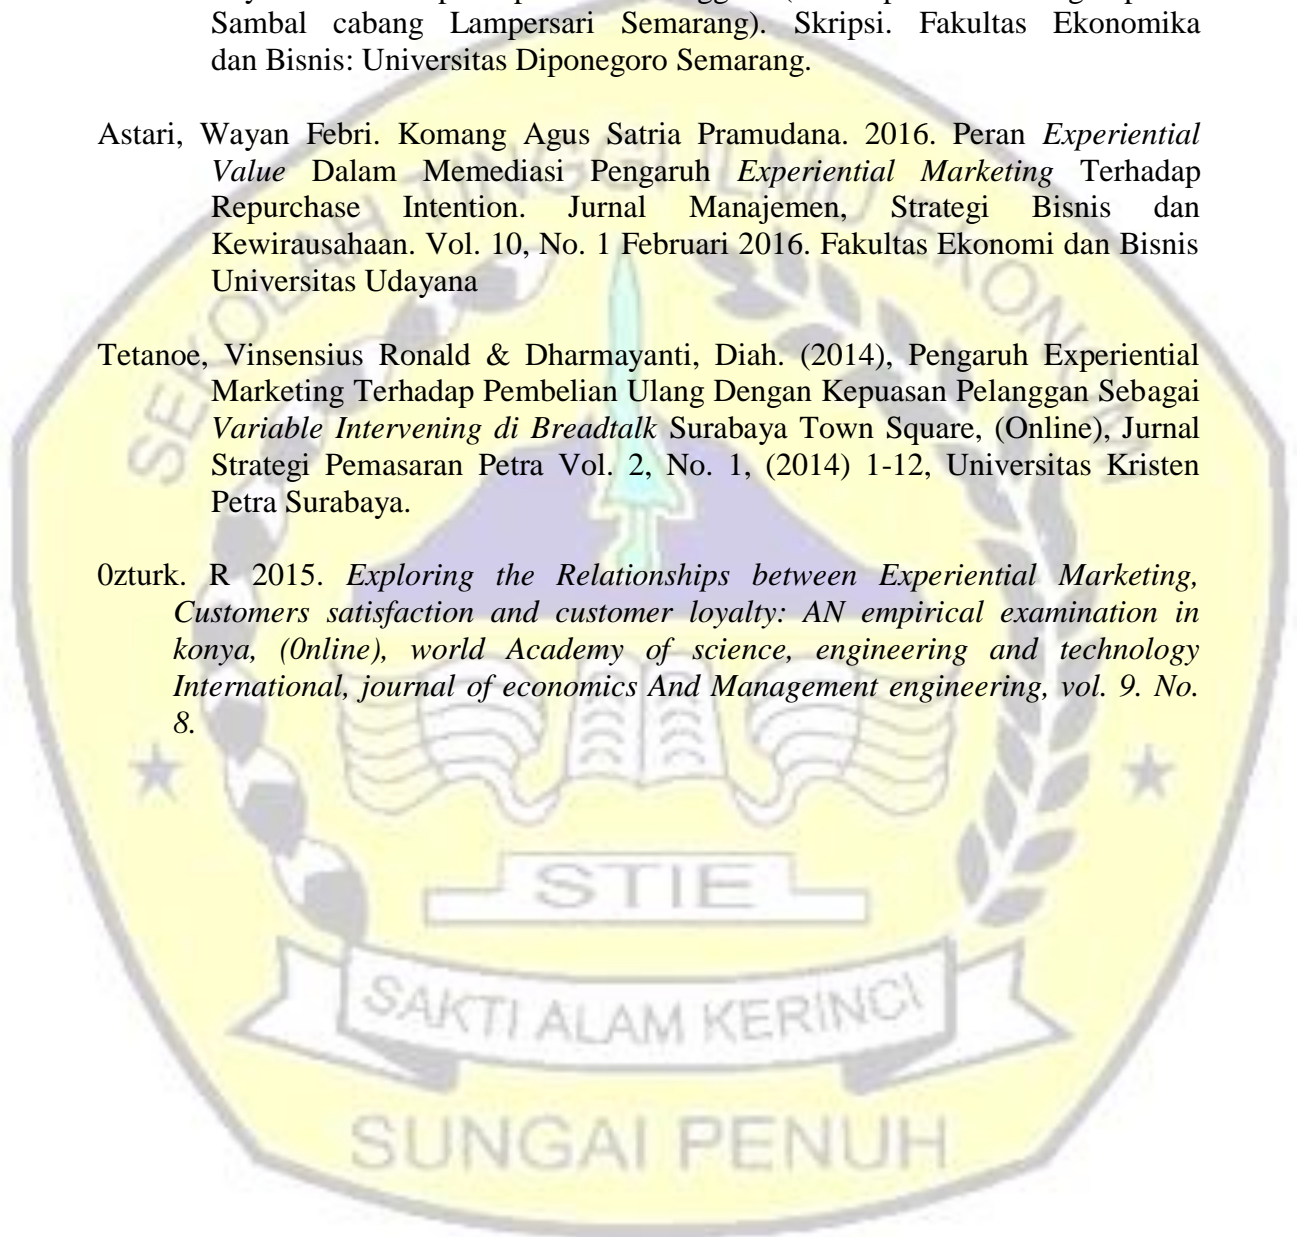 Sambal cabang Lampersari Semarang). Skripsi. Fakultas Ekonomika
dan Bisnis: Universitas Diponegoro Semarang.
Astari, Wayan Febri. Komang Agus Satria Pramudana. 2016. Peran Experiential
Value Dalam Memediasi Pengaruh Experiential Marketing Terhadap
Repurchase Intention. Jurnal Manajemen, Strategi Bisnis dan
Kewirausahaan. Vol. 10, No. 1 Februari 2016. Fakultas Ekonomi dan Bisnis
Universitas Udayana
Tetanoe, Vinsensius Ronald & Dharmayanti, Diah. (2014), Pengaruh Experiential
Marketing Terhadap Pembelian Ulang Dengan Kepuasan Pelanggan Sebagai
Variable Intervening di Breadtalk Surabaya Town Square, (Online), Jurnal
Strategi Pemasaran Petra Vol. 2, No. 1, (2014) 1-12, Universitas Kristen
Petra Surabaya.
0zturk. R 2015. Exploring the Relationships between Experiential Marketing,
Customers satisfaction and customer loyalty: AN empirical examination in
konya, (0nline), world Academy of science, engineering and technology
International, journal of economics And Management engineering, vol. 9. No.
8.
SEKOLAH TINGGI ILMU EKONOMI
STIE
SAKTI ALAM KERINCI
SUNGAI PENUH